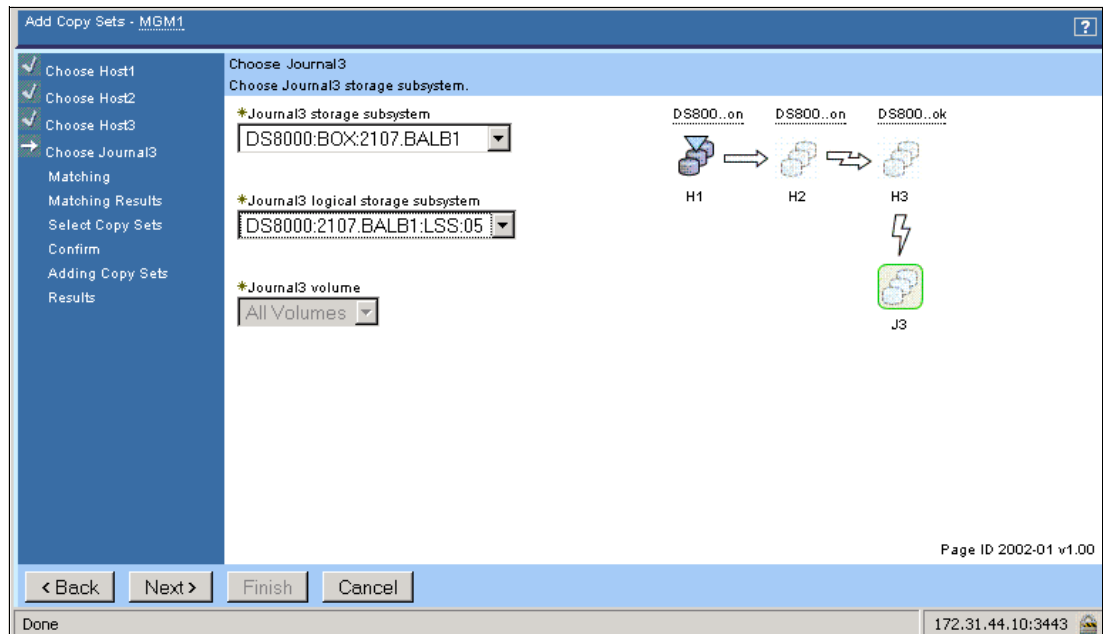 Add Copy Sets - MGM1
?
Choose Host1
Choose Host2
Choose Host3
Choose Journal3
Matching
Matching Results
Select Copy Sets
Confirm
Adding Copy Sets
Results
Choose Journal3
Choose Journal3 storage subsystem.
*Journal3 storage subsystem
DS8000:BOX:2107.BALB1
*Journal3 logical storage subsystem
DS8000:2107.BALB1:LSS:05
*Journal3 volume
All Volumes
DS800..on DS800..on DS800..ok
H1 H2 H3
J3
Page ID 2002-01 v1.00
< Back Next > Finish Cancel
Done 172.31.44.10:3443